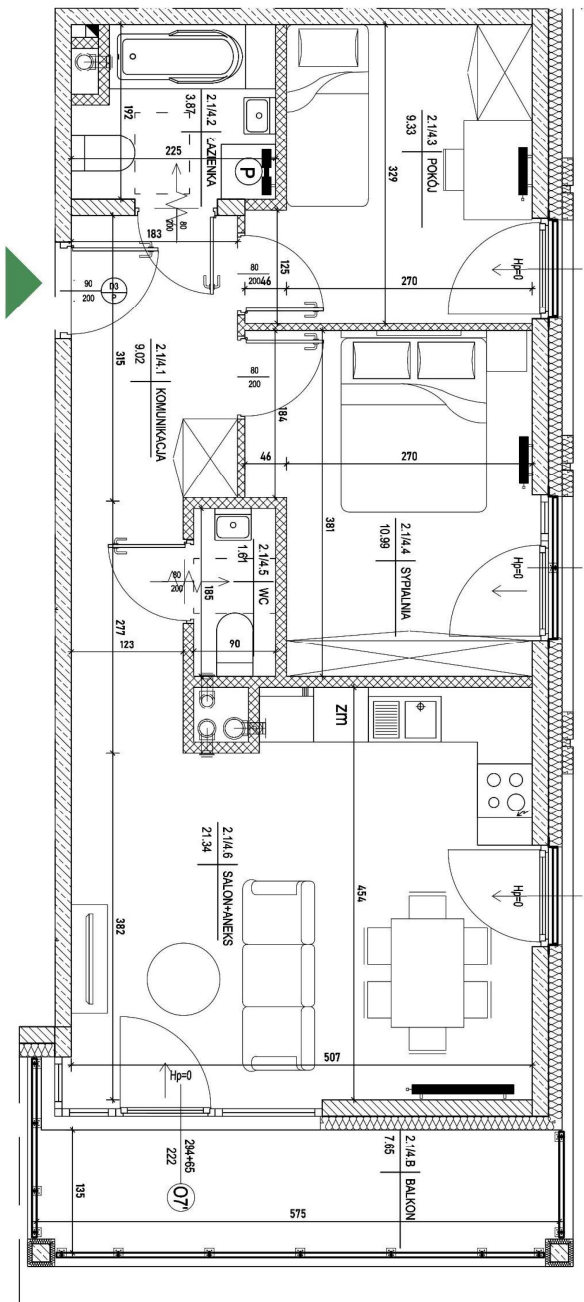 2.1/4.2 ŁAZIENKA
3.87
192
225
P
80
200
183
2.1/4.3 POKÓJ
9.33
329
270
Hp=0
125
46
80
200
90
200
D3
P
315
2.1/4.1 KOMUNIKACJA
9.02
80
200
184
46
270
381
2.1/4.4 SYPIALNIA
10.99
Hp=0
2.1/4.5 WC
1.61
185
80
200
90
277
123
zm
2.1/4.6 SALON+ANEKS
21.34
454
Hp=0
382
507
Hp=0
294+65
222
O7'
2.1/4.B BALKON
7.65
135
575